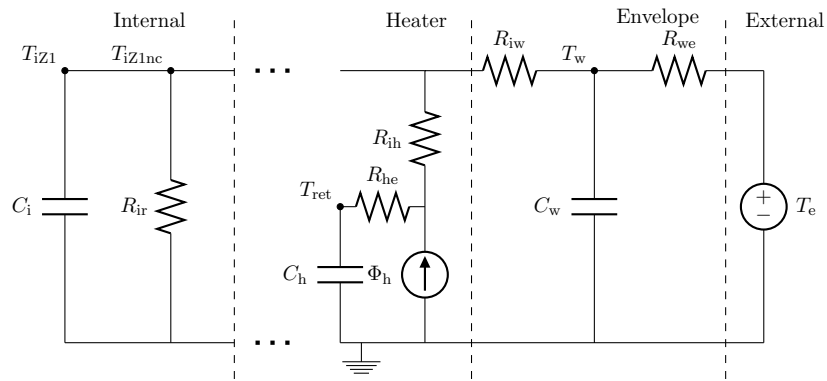 Internal
Heater
Envelope
External
T_iZ1
T_iZ1nc
R_iw
T_w
R_we
R_ih
R_he
T_ret
C_i
R_ir
C_h
Φ_h
C_w
+
−
T_e